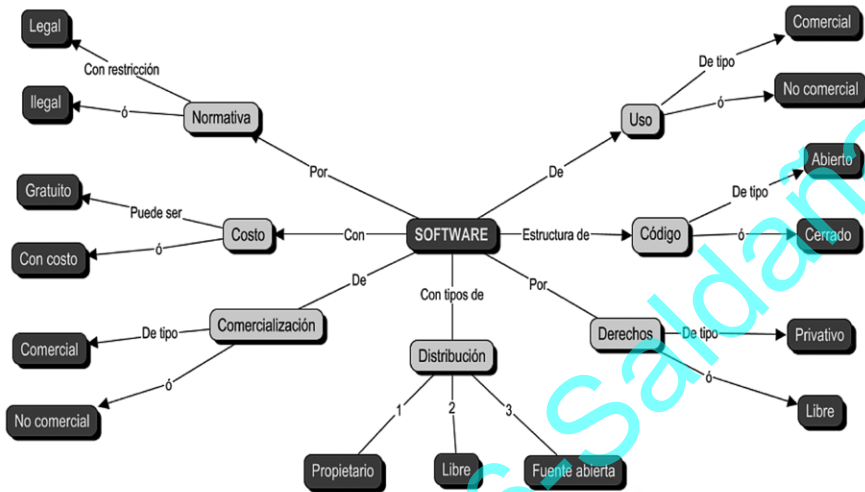 Legal
Comercial
Con restricción
De tipo
Ilegal
ó
Normativa
Uso
ó
No comercial
Por
De
Abierto
Gratuito
Puede ser
De tipo
Costo
Con
SOFTWARE
Estructura de
Código
ó
Cerrado
ó
Con costo
De
Con tipos de
Por
Comercialización
De tipo
Comercial
Derechos
De tipo
Privativo
Distribución
ó
ó
No comercial
1
2
3
Libre
Propietario
Libre
Fuente abierta
-Saldaña